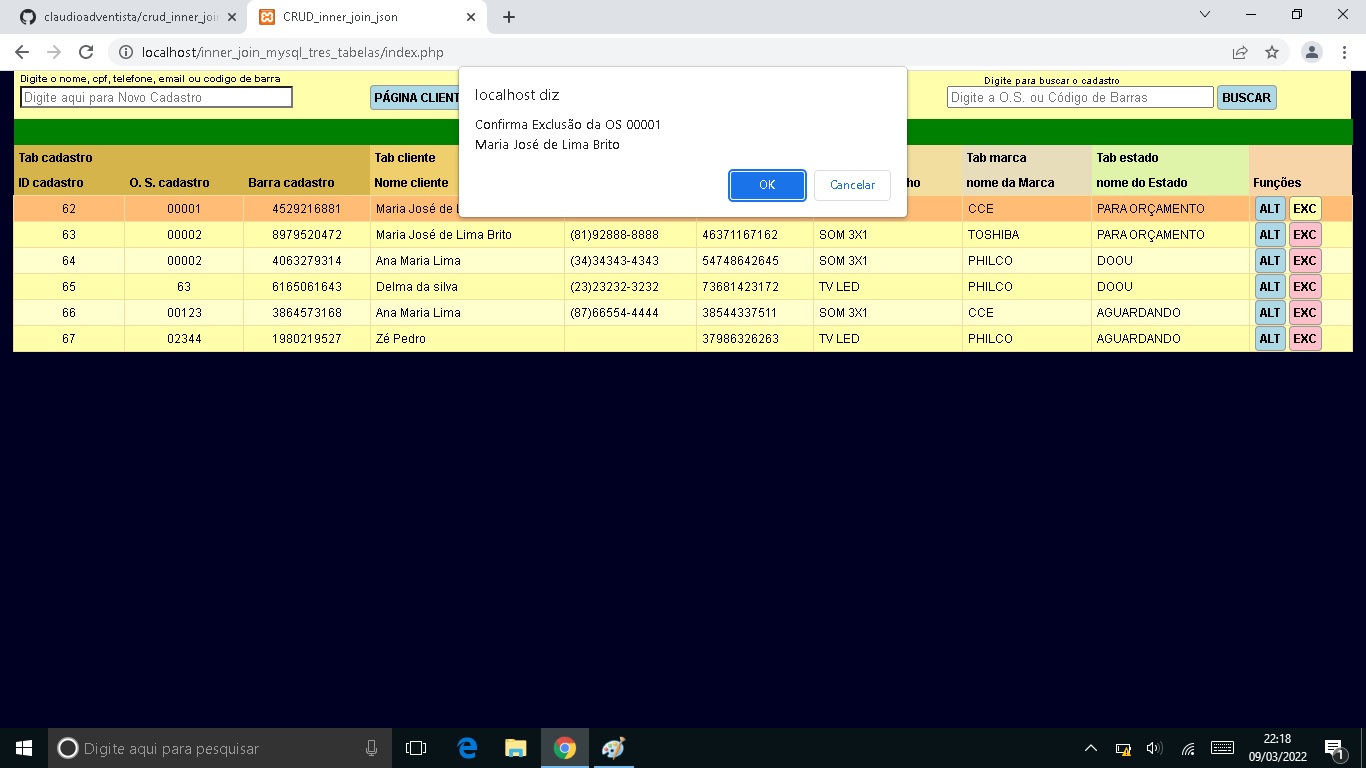 claudioadventista/crud_inner_joi
CRUD_inner_join_json
localhost/inner_join_mysql_tres_tabelas/index.php
Digite o nome, cpf, telefone, email ou codigo de barra
Digite aqui para Novo Cadastro
PÁGINA CLIENT
Digite para buscar o cadastro
Digite a O.S. ou Código de Barras
BUSCAR
localhost diz
Confirma Exclusão da OS 00001
Maria José de Lima Brito
OK Cancelar
Tab cadastro Tab cliente Tab marca Tab estado
ID cadastro O. S. cadastro Barra cadastro Nome cliente ho nome da Marca nome do Estado Funções
62 00001 4529216881 Maria José de L CCE PARA ORÇAMENTO ALT EXC
63 00002 8979520472 Maria José de Lima Brito (81)92888-8888 46371167162 SOM 3X1 TOSHIBA PARA ORÇAMENTO ALT EXC
64 00002 4063279314 Ana Maria Lima (34)34343-4343 54748642645 SOM 3X1 PHILCO DOOU ALT EXC
65 63 6165061643 Delma da silva (23)23232-3232 73681423172 TV LED PHILCO DOOU ALT EXC
66 00123 3864573168 Ana Maria Lima (87)66554-4444 38544337511 SOM 3X1 CCE AGUARDANDO ALT EXC
67 02344 1980219527 Zé Pedro 37986326263 TV LED PHILCO AGUARDANDO ALT EXC
Digite aqui para pesquisar
22:18
09/03/2022
1